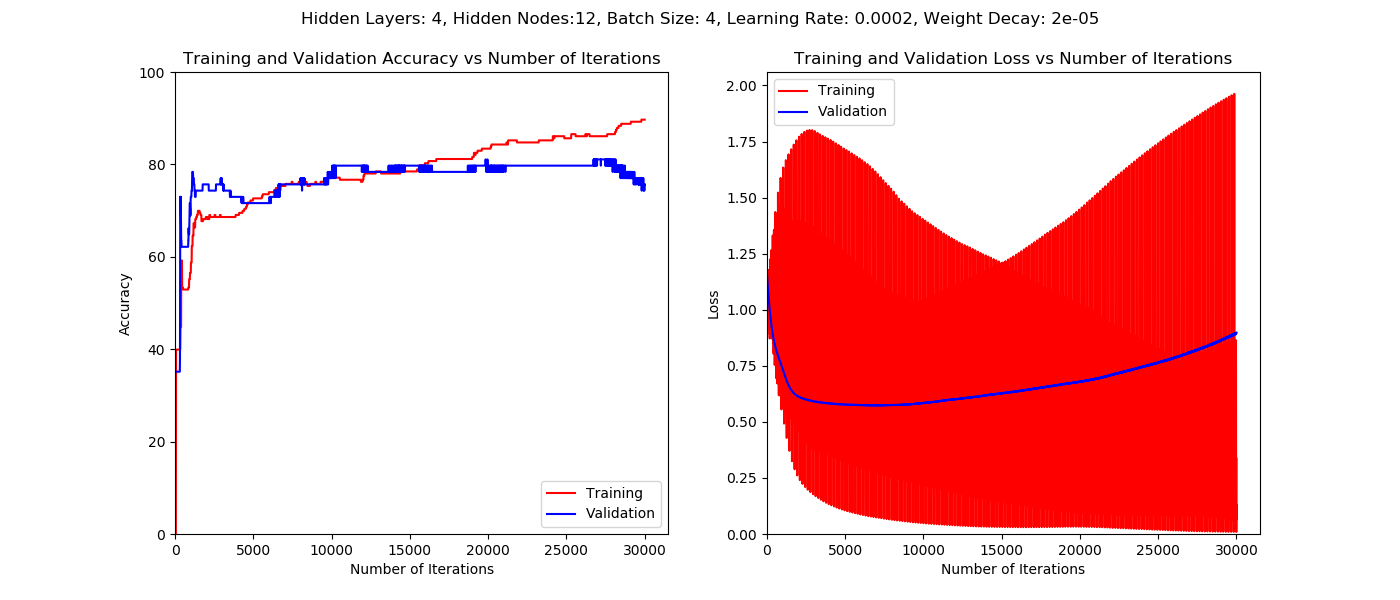 Hidden Layers: 4, Hidden Nodes:12, Batch Size: 4, Learning Rate: 0.0002, Weight Decay: 2e-05
Training and Validation Accuracy vs Number of Iterations
100
80
60
40
20
0
Accuracy
Training
Validation
0 5000 10000 15000 20000 25000 30000
Number of Iterations
Training and Validation Loss vs Number of Iterations
Training
Validation
2.00
1.75
1.50
1.25
1.00
0.75
0.50
0.25
0.00
Loss
0 5000 10000 15000 20000 25000 30000
Number of Iterations